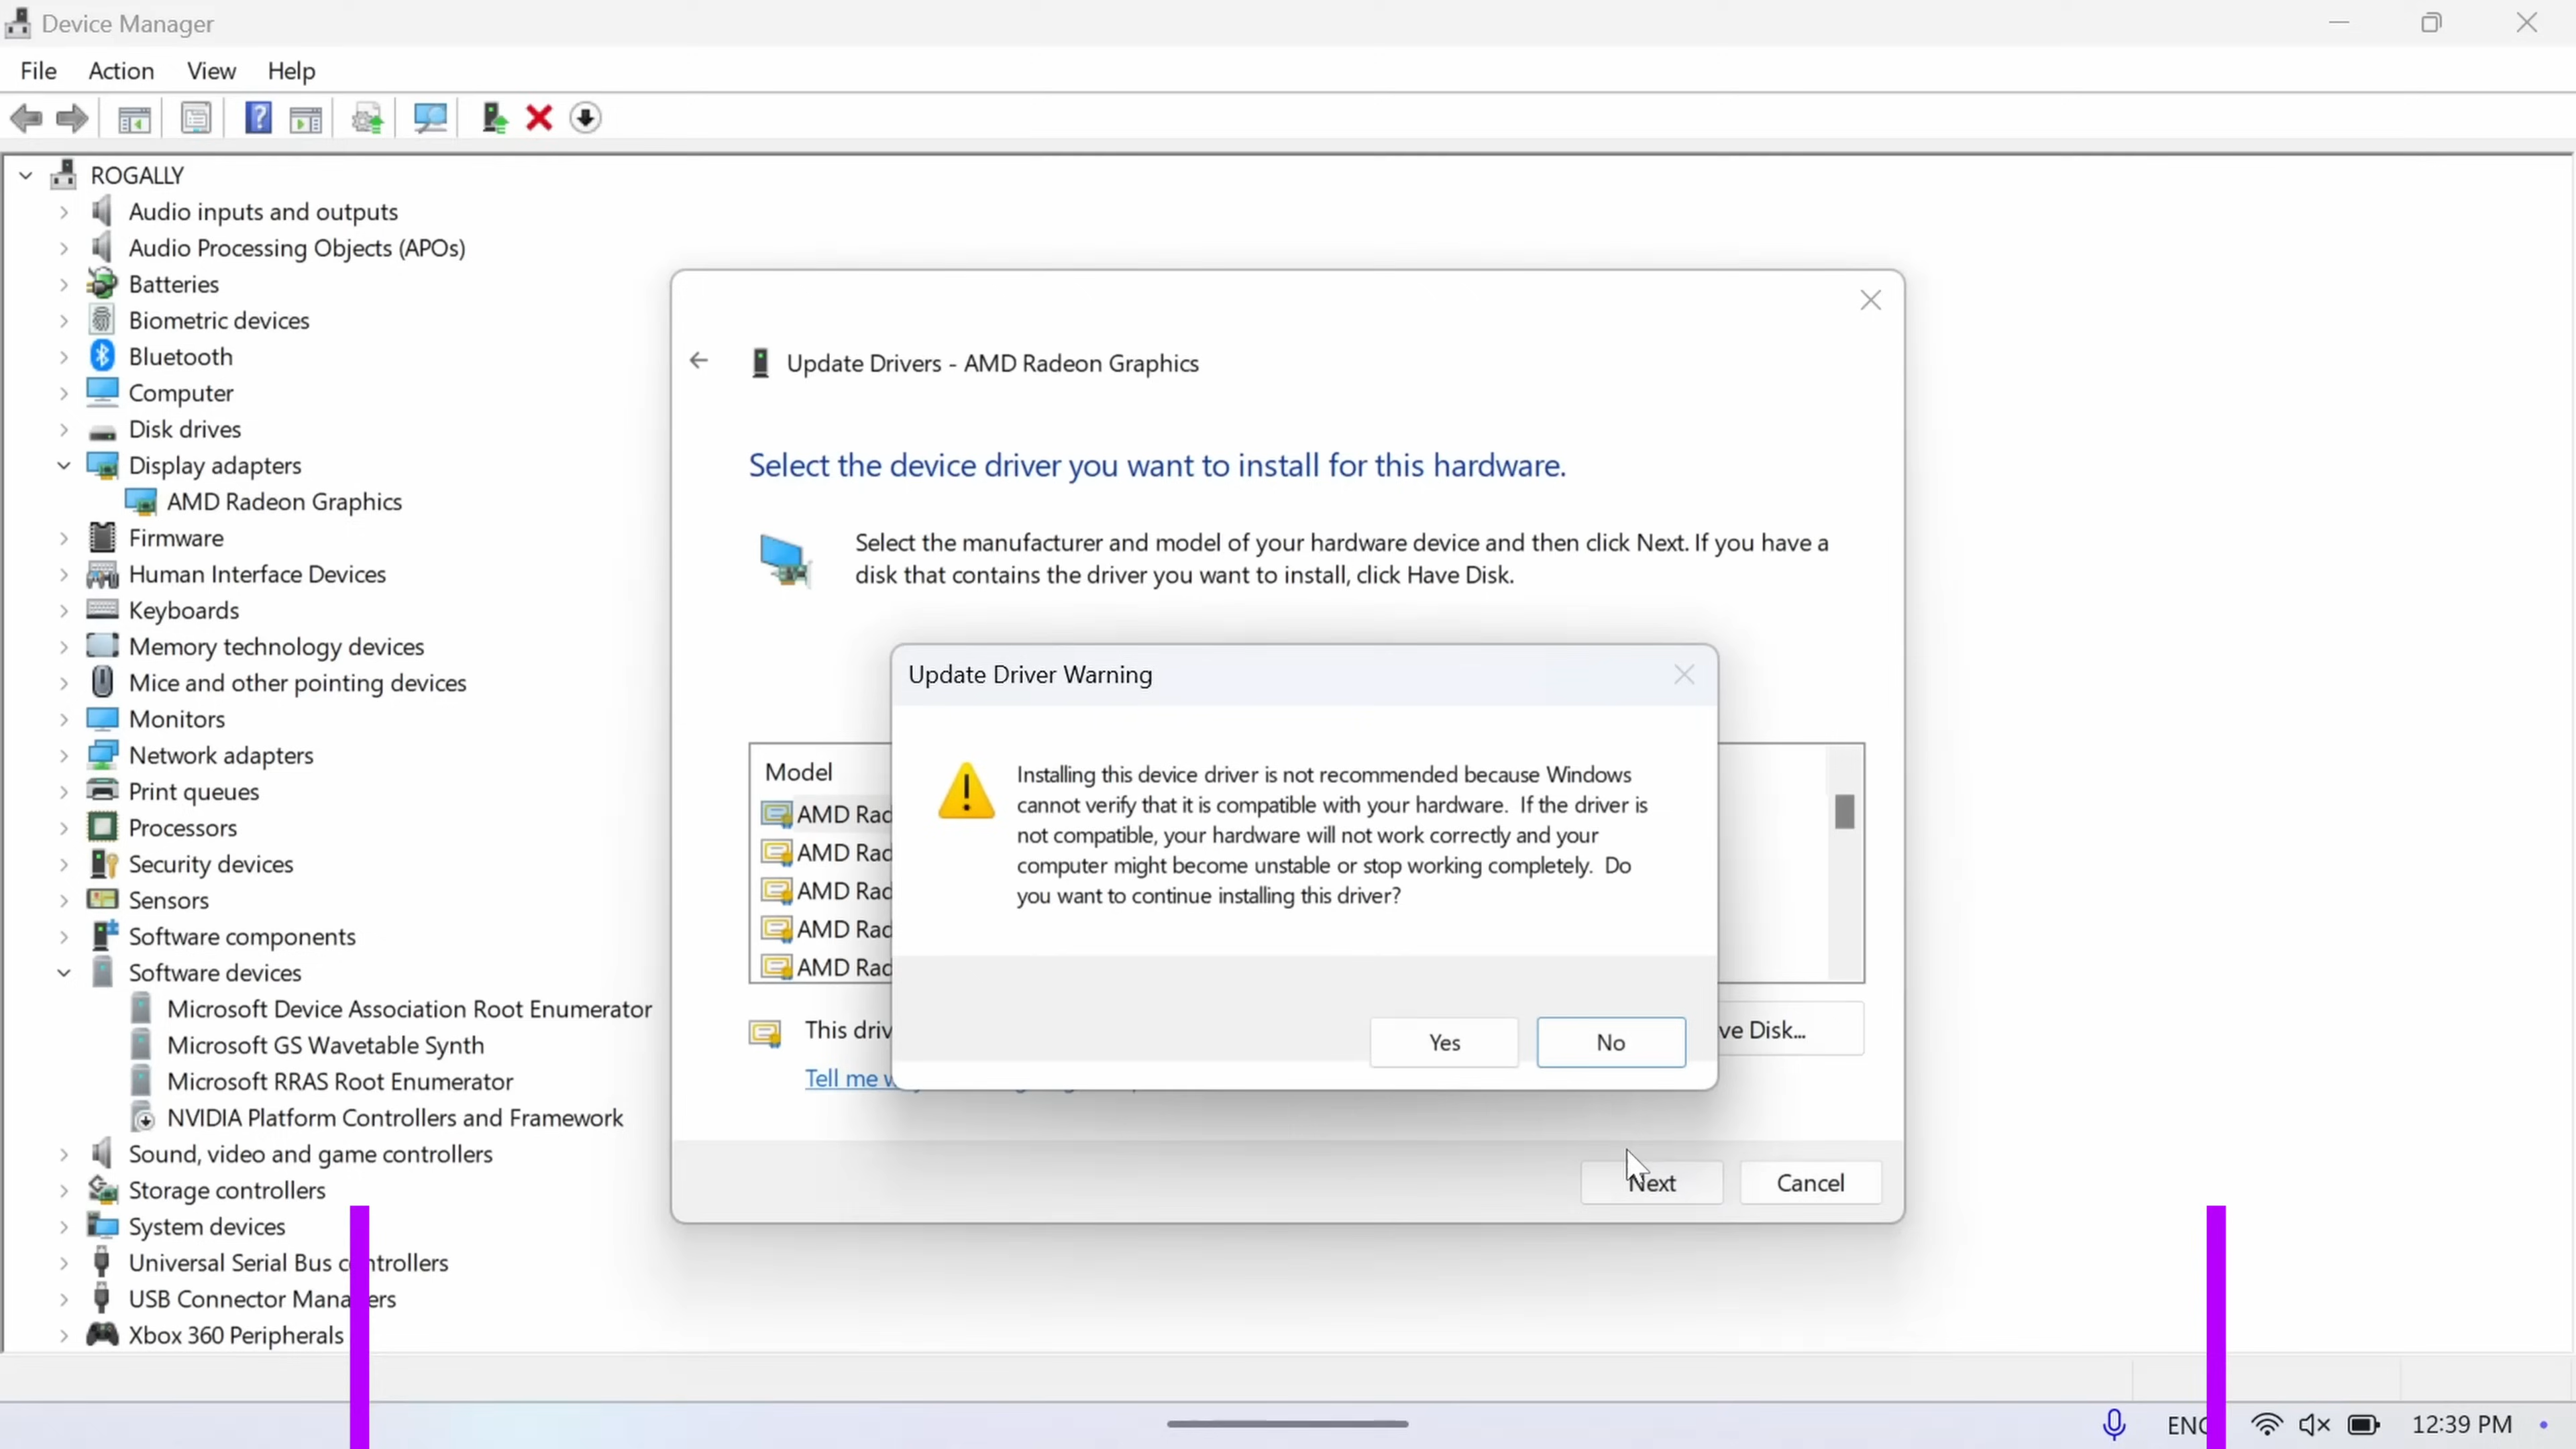 Device Manager
File Action View Help
ROGALLY
Audio inputs and outputs
Audio Processing Objects (APOs)
Batteries
Biometric devices
Bluetooth
Computer
Disk drives
Display adapters
AMD Radeon Graphics
Firmware
Human Interface Devices
Keyboards
Memory technology devices
Mice and other pointing devices
Monitors
Network adapters
Print queues
Processors
Security devices
Sensors
Software components
Software devices
Microsoft Device Association Root Enumerator
Microsoft GS Wavetable Synth
Microsoft RRAS Root Enumerator
NVIDIA Platform Controllers and Framework
Sound, video and game controllers
Storage controllers
System devices
Universal Serial Bus controllers
USB Connector Managers
Xbox 360 Peripherals
Update Drivers - AMD Radeon Graphics
Select the device driver you want to install for this hardware.
Select the manufacturer and model of your hardware device and then click Next. If you have a
disk that contains the driver you want to install, click Have Disk.
Model
AMD Rad
AMD Rad
AMD Rad
AMD Rad
AMD Rad
This driv
ve Disk...
Tell me
Update Driver Warning
Installing this device driver is not recommended because Windows
cannot verify that it is compatible with your hardware. If the driver is
not compatible, your hardware will not work correctly and your
computer might become unstable or stop working completely. Do
you want to continue installing this driver?
Yes No
Next Cancel
ENG 12:39 PM